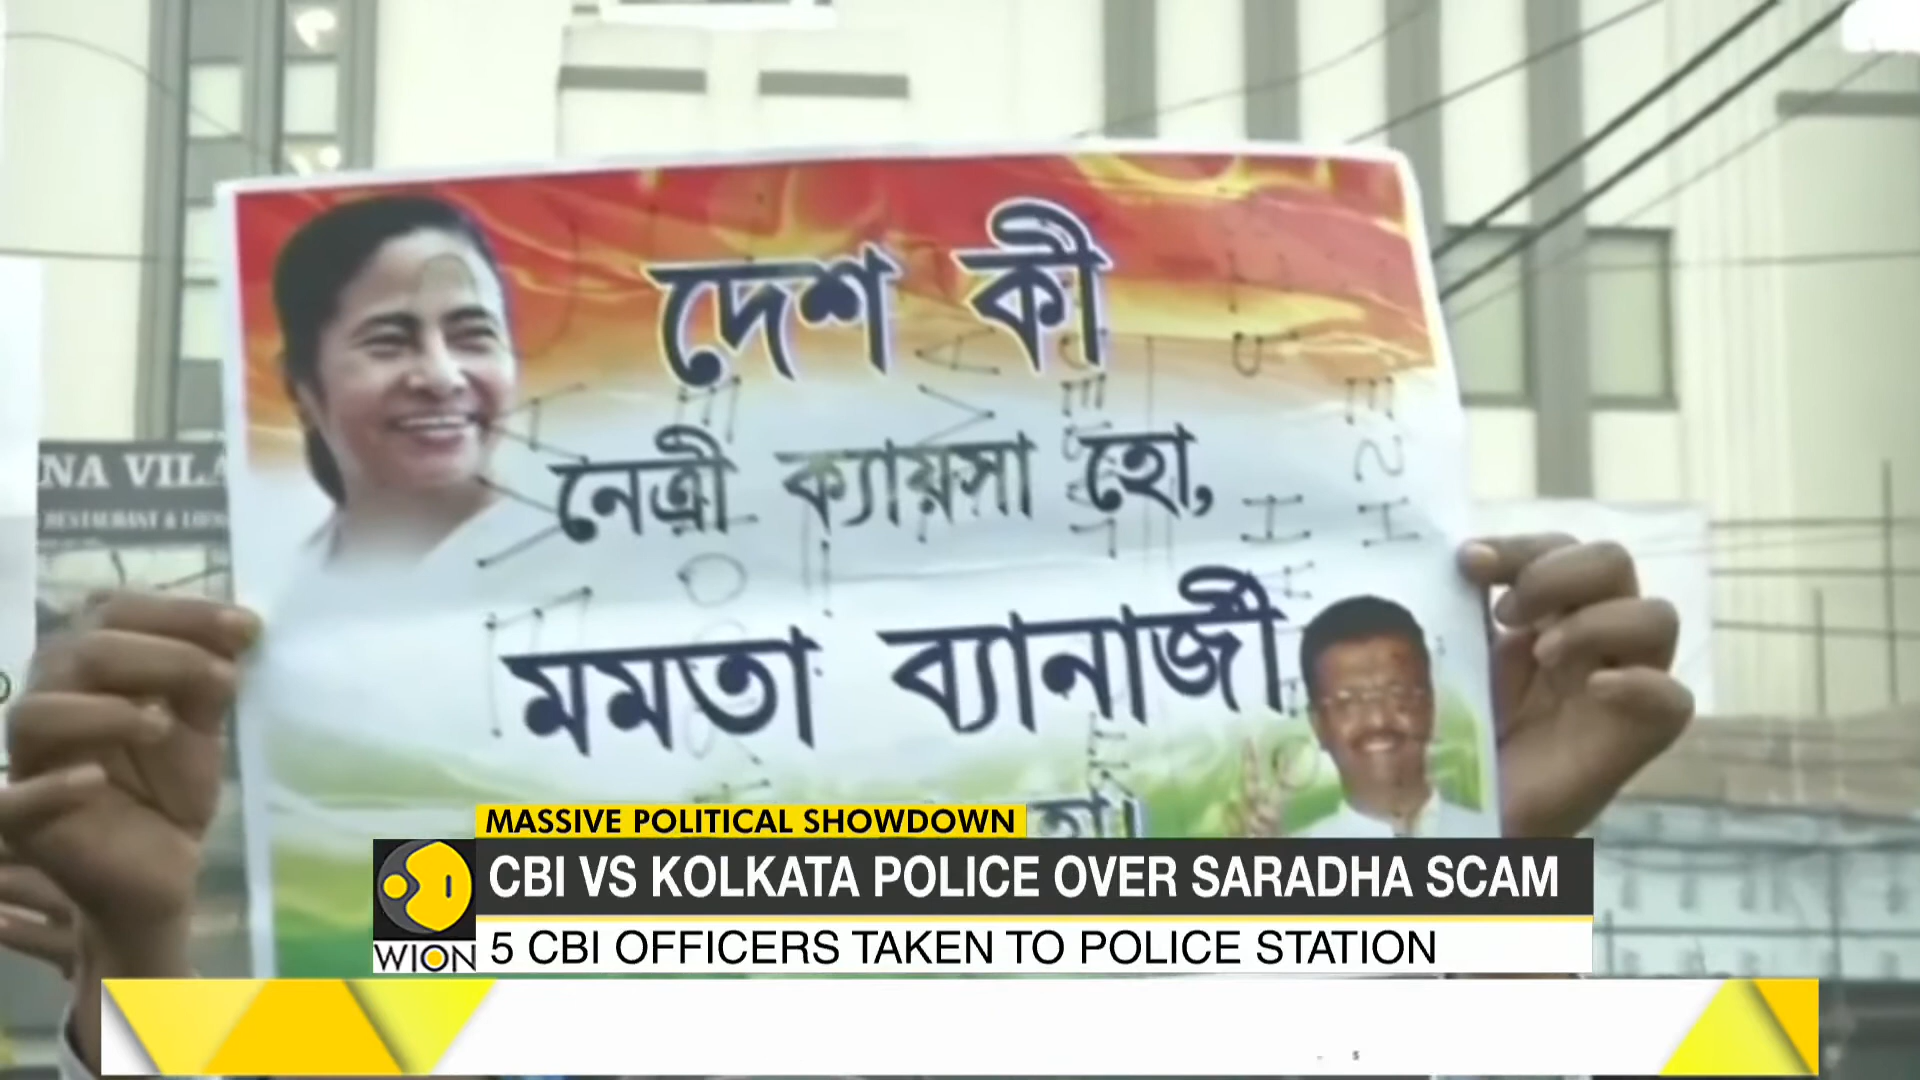 দেশ কী
নেত্রী ক্যায়সা হো,
মমতা ব্যানার্জী
NA VILA
RESTAURANT &
MASSIVE POLITICAL SHOWDOWN
CBI VS KOLKATA POLICE OVER SARADHA SCAM
WION
5 CBI OFFICERS TAKEN TO POLICE STATION